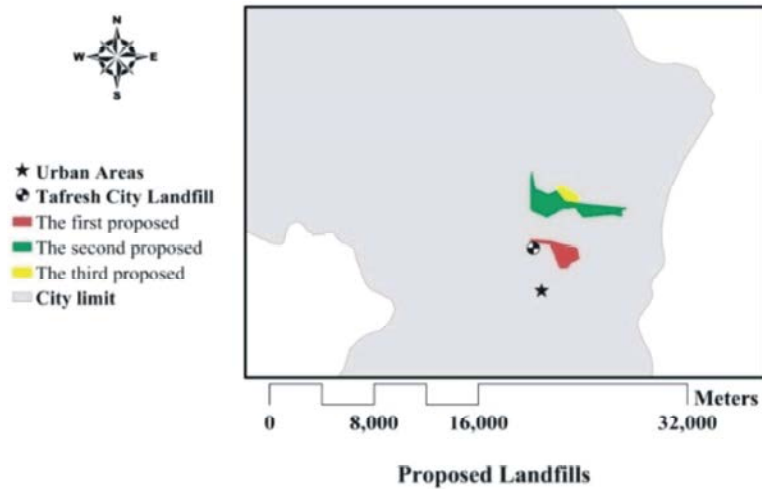 N
W E
S
Urban Areas
Tafresh City Landfill
The first proposed
The second proposed
The third proposed
City limit
Meters
0 8,000 16,000 32,000
Proposed Landfills